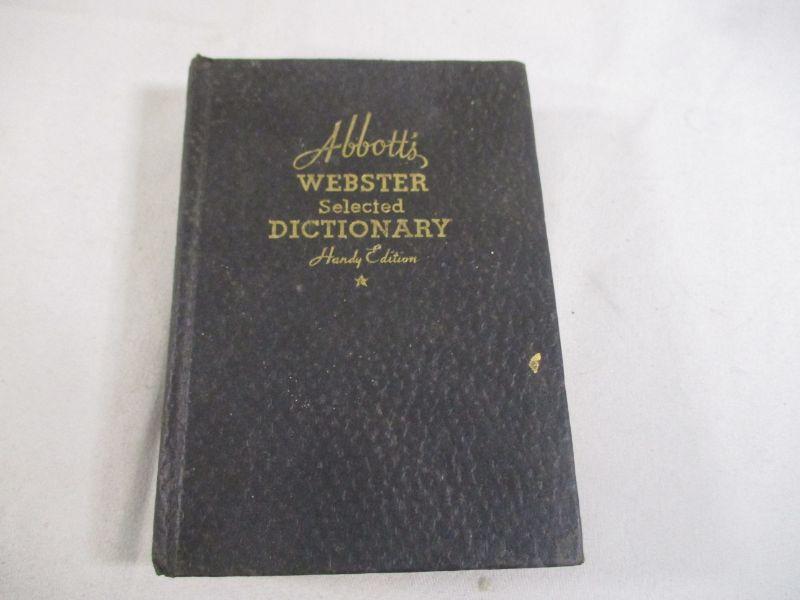 Abbott's
WEBSTER
Selected
DICTIONARY
Handy Edition